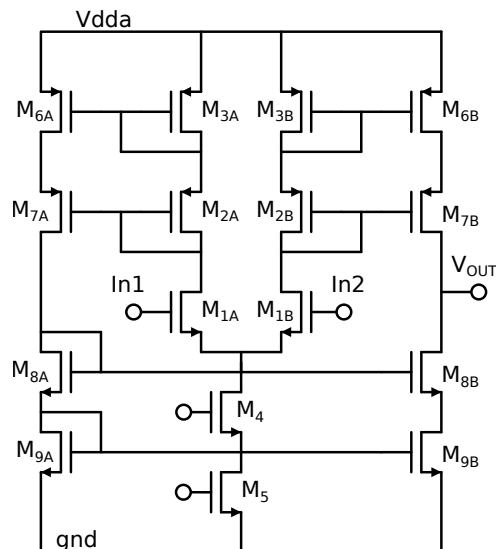 Vdda
M6A M3A M3B M6B
M7A M2A M2B M7B
In1 In2 VOUT
M1A M1B
M8A M8B
M4
M9A M9B
M5
gnd